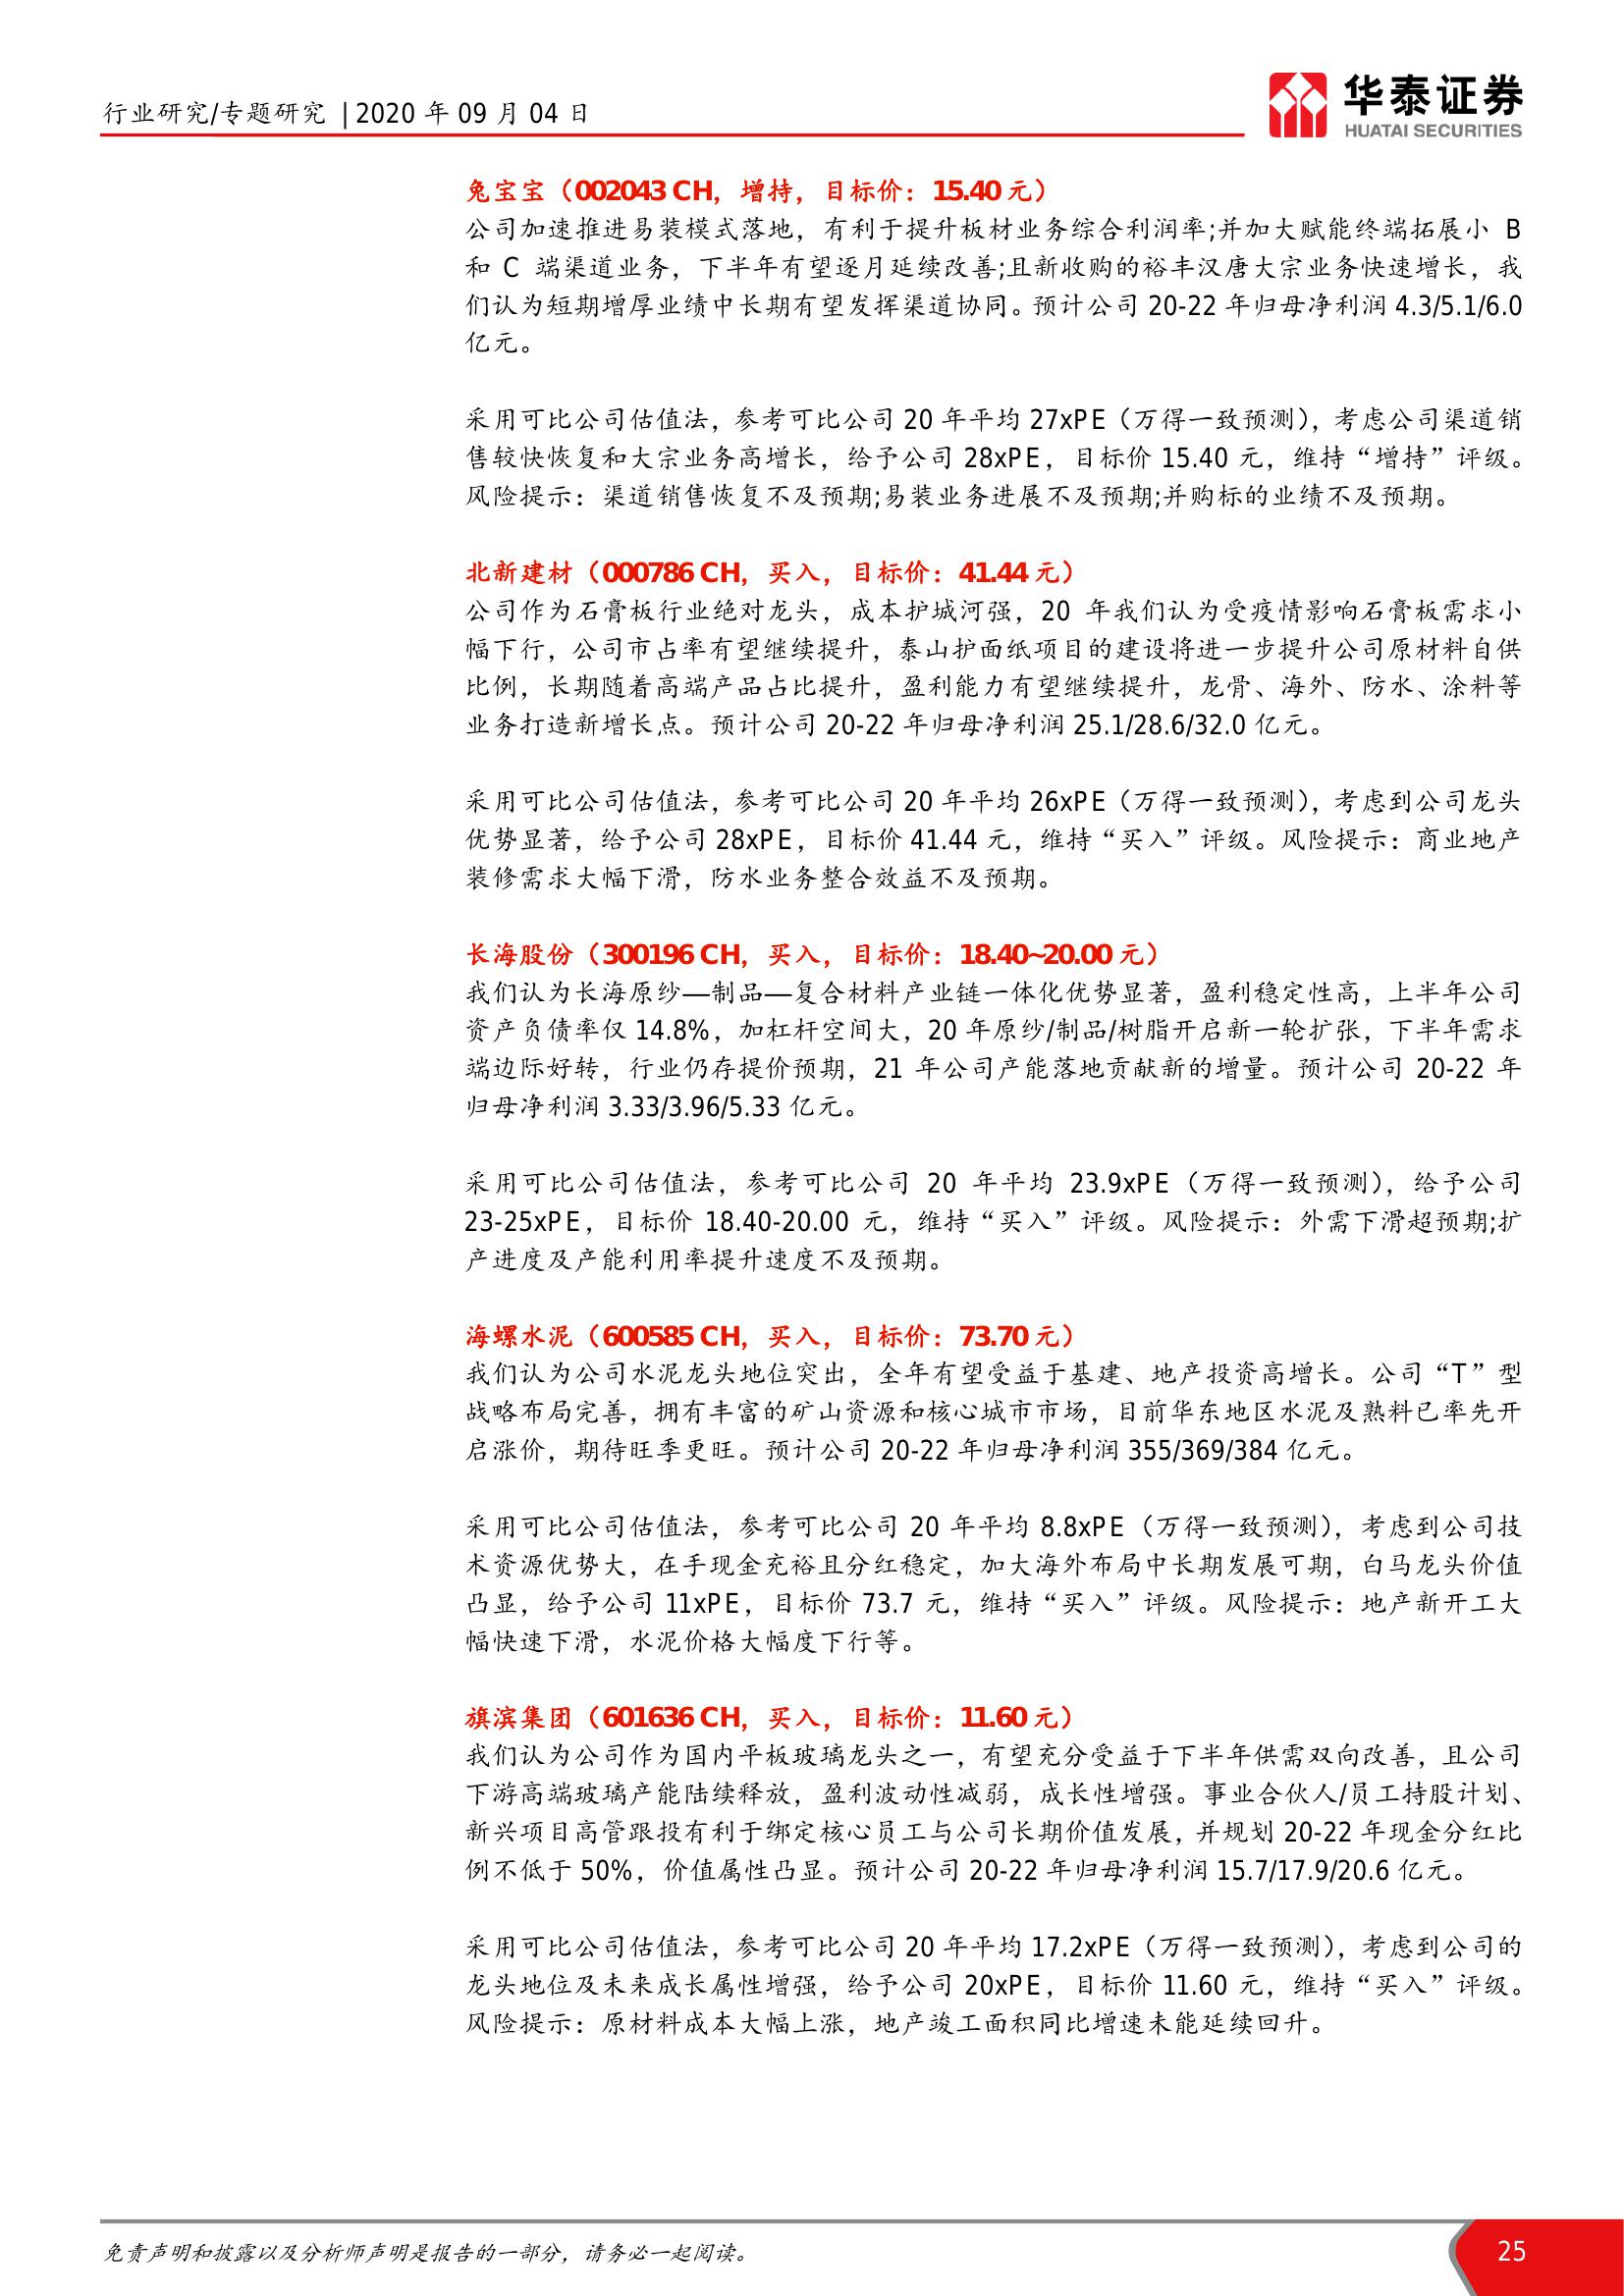 行业研究/专题研究 | 2020 年 09 月 04 日
华泰证券
HUATAI SECURITIES
兔宝宝（002043 CH，增持，目标价：15.40 元）
公司加速推进易装模式落地，有利于提升板材业务综合利润率;并加大赋能终端拓展小 B
和 C 端渠道业务，下半年有望逐月延续改善;且新收购的裕丰汉唐大宗业务快速增长，我
们认为短期增厚业绩中长期有望发挥渠道协同。预计公司 20-22 年归母净利润 4.3/5.1/6.0
亿元。
采用可比公司估值法，参考可比公司 20 年平均 27xPE（万得一致预测），考虑公司渠道销
售较快恢复和大宗业务高增长，给予公司 28xPE，目标价 15.40 元，维持“增持”评级。
风险提示：渠道销售恢复不及预期;易装业务进展不及预期;并购标的业绩不及预期。
北新建材（000786 CH，买入，目标价：41.44 元）
公司作为石膏板行业绝对龙头，成本护城河强，20 年我们认为受疫情影响石膏板需求小
幅下行，公司市占率有望继续提升，泰山护面纸项目的建设将进一步提升公司原材料自供
比例，长期随着高端产品占比提升，盈利能力有望继续提升，龙骨、海外、防水、涂料等
业务打造新增长点。预计公司 20-22 年归母净利润 25.1/28.6/32.0 亿元。
采用可比公司估值法，参考可比公司 20 年平均 26xPE（万得一致预测），考虑到公司龙头
优势显著，给予公司 28xPE，目标价 41.44 元，维持“买入”评级。风险提示：商业地产
装修需求大幅下滑，防水业务整合效益不及预期。
长海股份（300196 CH，买入，目标价：18.40~20.00 元）
我们认为长海原纱—制品—复合材料产业链一体化优势显著，盈利稳定性高，上半年公司
资产负债率仅 14.8%，加杠杆空间大，20 年原纱/制品/树脂开启新一轮扩张，下半年需求
端边际好转，行业仍存提价预期，21 年公司产能落地贡献新的增量。预计公司 20-22 年
归母净利润 3.33/3.96/5.33 亿元。
采用可比公司估值法，参考可比公司 20 年平均 23.9xPE（万得一致预测），给予公司
23-25xPE，目标价 18.40-20.00 元，维持“买入”评级。风险提示：外需下滑超预期;扩
产进度及产能利用率提升速度不及预期。
海螺水泥（600585 CH，买入，目标价：73.70 元）
我们认为公司水泥龙头地位突出，全年有望受益于基建、地产投资高增长。公司“T”型
战略布局完善，拥有丰富的矿山资源和核心城市市场，目前华东地区水泥及熟料已率先开
启涨价，期待旺季更旺。预计公司 20-22 年归母净利润 355/369/384 亿元。
采用可比公司估值法，参考可比公司 20 年平均 8.8xPE（万得一致预测），考虑到公司技
术资源优势大，在手现金充裕且分红稳定，加大海外布局中长期发展可期，白马龙头价值
凸显，给予公司 11xPE，目标价 73.7 元，维持“买入”评级。风险提示：地产新开工大
幅快速下滑，水泥价格大幅度下行等。
旗滨集团（601636 CH，买入，目标价：11.60 元）
我们认为公司作为国内平板玻璃龙头之一，有望充分受益于下半年供需双向改善，且公司
下游高端玻璃产能陆续释放，盈利波动性减弱，成长性增强。事业合伙人/员工持股计划、
新兴项目高管跟投有利于绑定核心员工与公司长期价值发展，并规划 20-22 年现金分红比
例不低于 50%，价值属性凸显。预计公司 20-22 年归母净利润 15.7/17.9/20.6 亿元。
采用可比公司估值法，参考可比公司 20 年平均 17.2xPE（万得一致预测），考虑到公司的
龙头地位及未来成长属性增强，给予公司 20xPE，目标价 11.60 元，维持“买入”评级。
风险提示：原材料成本大幅上涨，地产竣工面积同比增速未能延续回升。
免责声明和披露以及分析师声明是报告的一部分，请务必一起阅读。
25